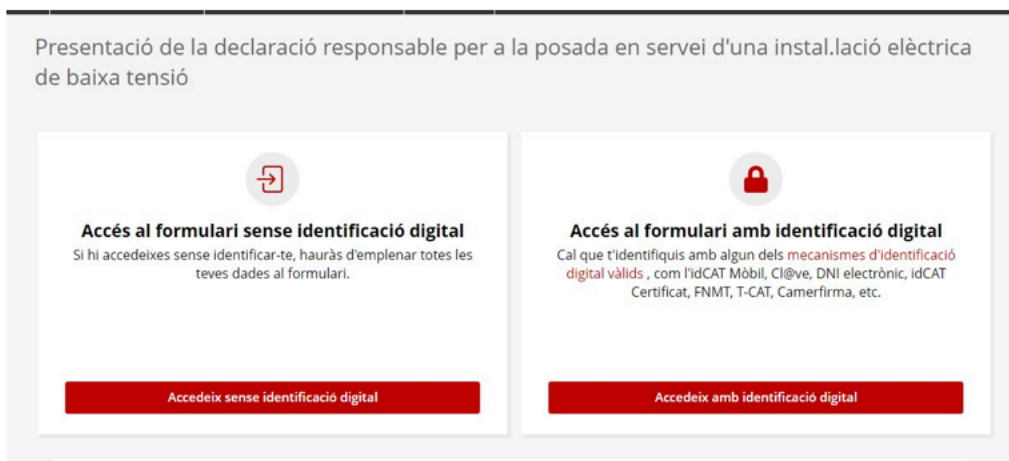 Presentació de la declaració responsable per a la posada en servei d'una instal.lació elèctrica
de baixa tensió
Accés al formulari sense identificació digital
Si hi accedeixes sense identificar-te, hauràs d'emplenar totes les
teves dades al formulari.
Accedeix sense identificació digital
Accés al formulari amb identificació digital
Cal que t'identifiquis amb algun dels mecanismes d'identificació
digital vàlids , com l'idCAT Mòbil, Cl@ve, DNI electrònic, idCAT
Certificat, FNMT, T-CAT, Camerfirma, etc.
Accedeix amb identificació digital